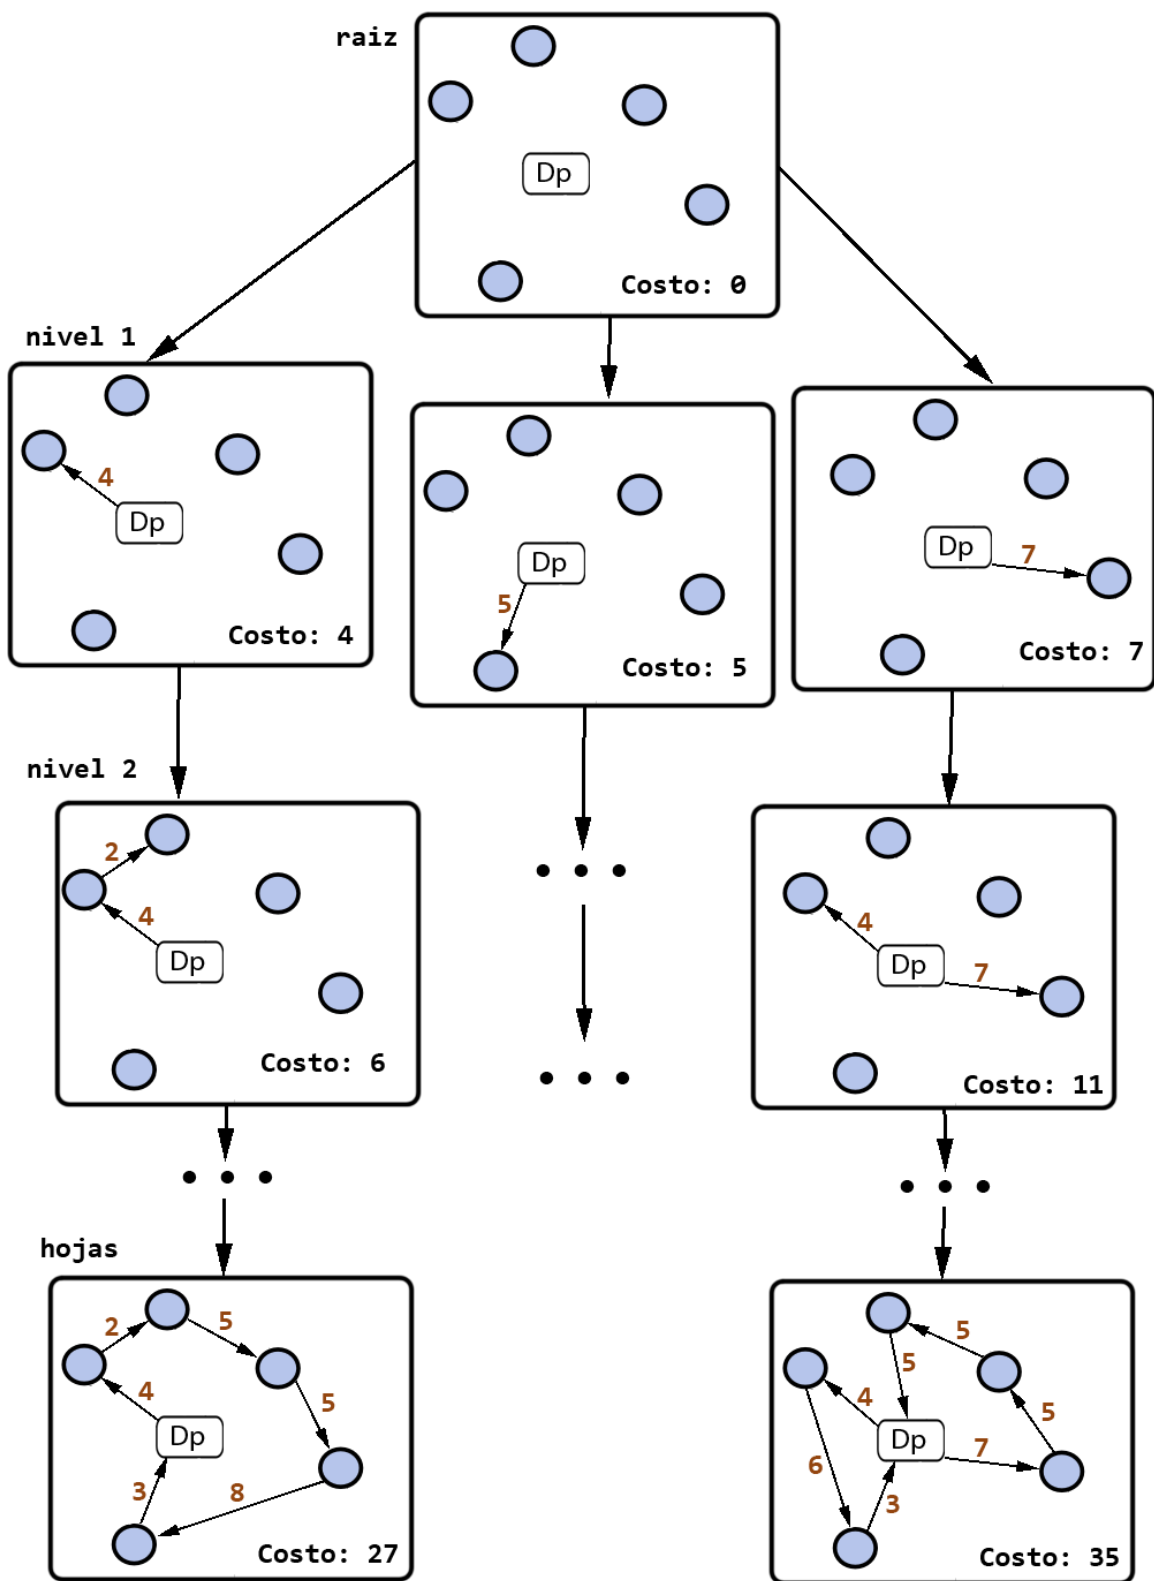 raiz
Dp
Costo: 0
nivel 1
4
Dp
Costo: 4
Dp
5
Costo: 5
Dp
7
Costo: 7
nivel 2
2
4
Dp
Costo: 6
4
Dp
7
Costo: 11
hojas
2
5
4
5
Dp
3
8
Costo: 27
5
5
4
5
Dp
7
6
3
Costo: 35